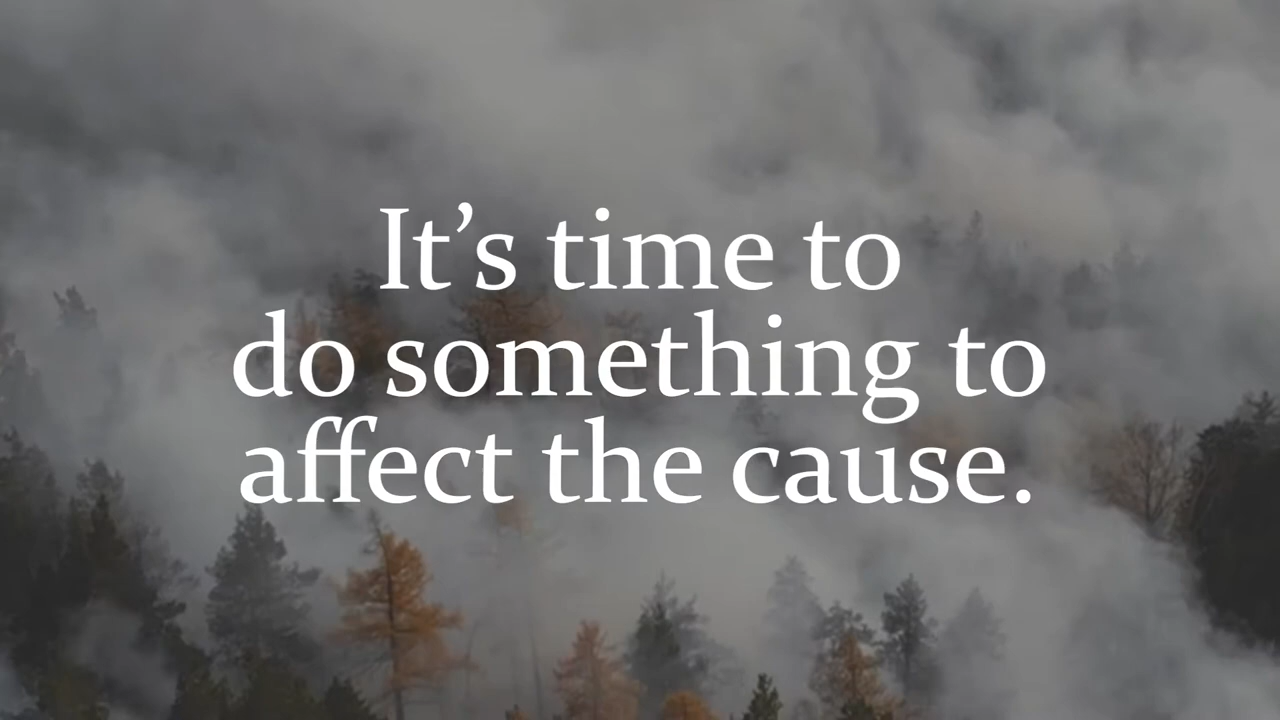 It’s time to
do something to
affect the cause.